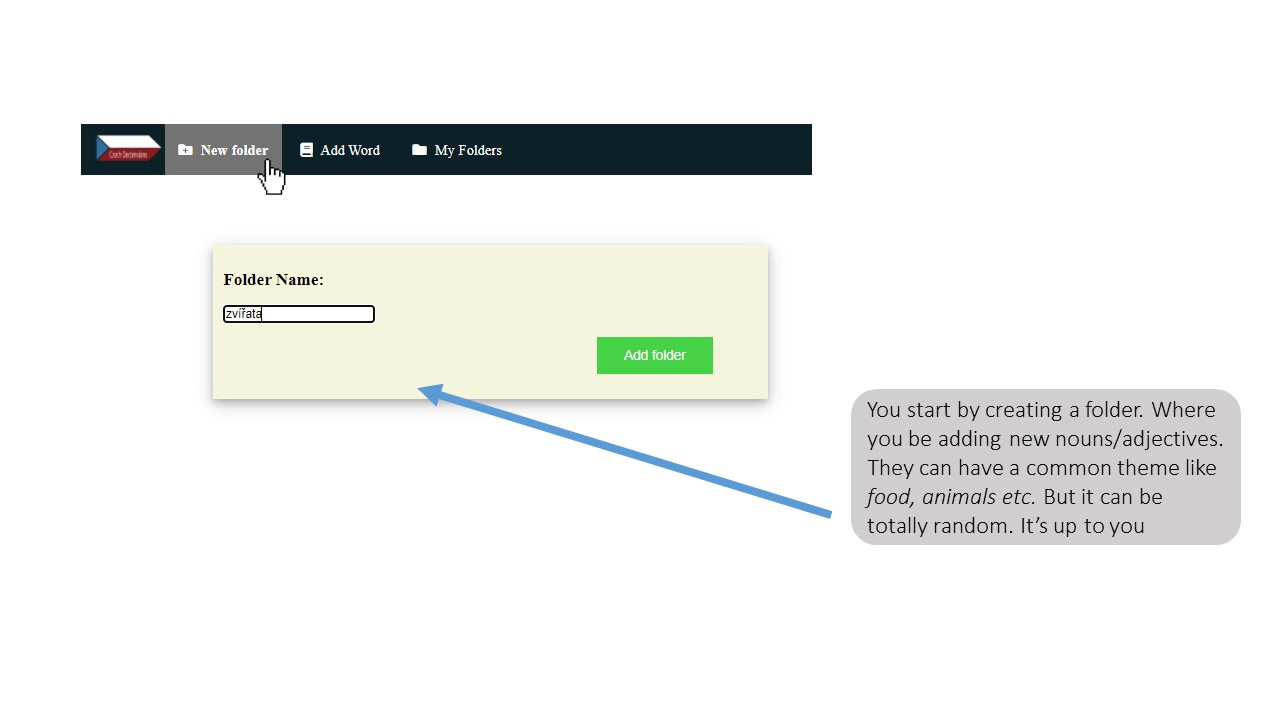 Czech Declensions
New folder
Add Word
My Folders
Folder Name:
zvířata
Add folder
You start by creating a folder. Where
you be adding new nouns/adjectives.
They can have a common theme like
food, animals etc. But it can be
totally random. It’s up to you